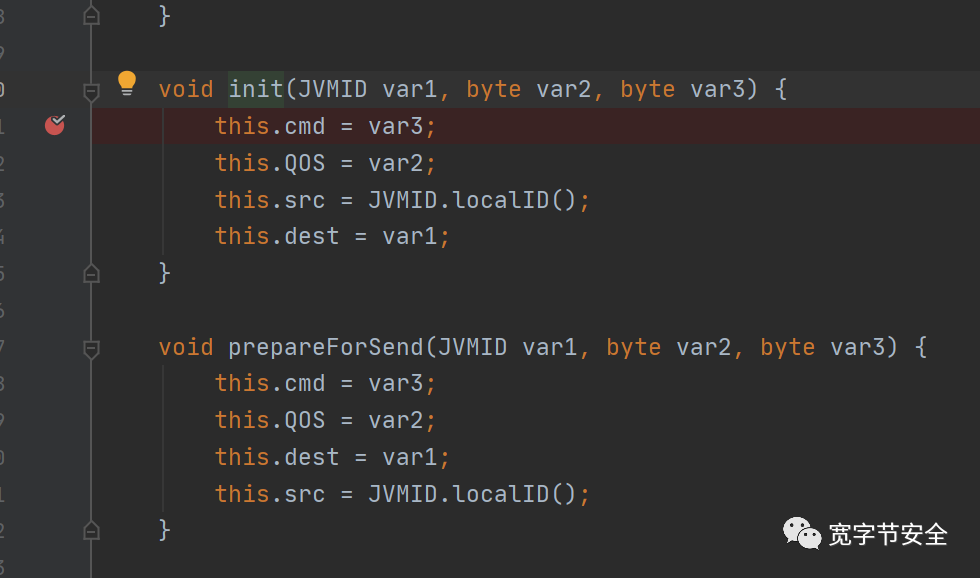 }
void init(JVMID var1, byte var2, byte var3) {
this.cmd = var3;
this.QOS = var2;
this.src = JVMID.localID();
this.dest = var1;
}
void prepareForSend(JVMID var1, byte var2, byte var3) {
this.cmd = var3;
this.QOS = var2;
this.dest = var1;
this.src = JVMID.localID();
}
宽字节安全